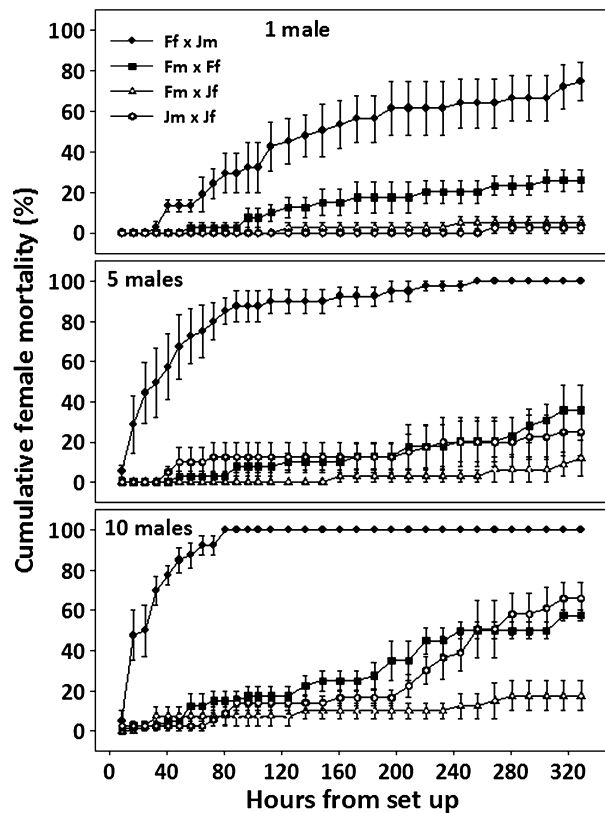 1 male
Ff x Jm
Fm x Ff
Fm x Jf
Jm x Jf
80
60
40
20
0
5 males
100
80
60
40
20
0
10 males
100
80
60
40
20
0
0 40 80 120 160 200 240 280 320
Cumulative female mortality (%)
Hours from set up